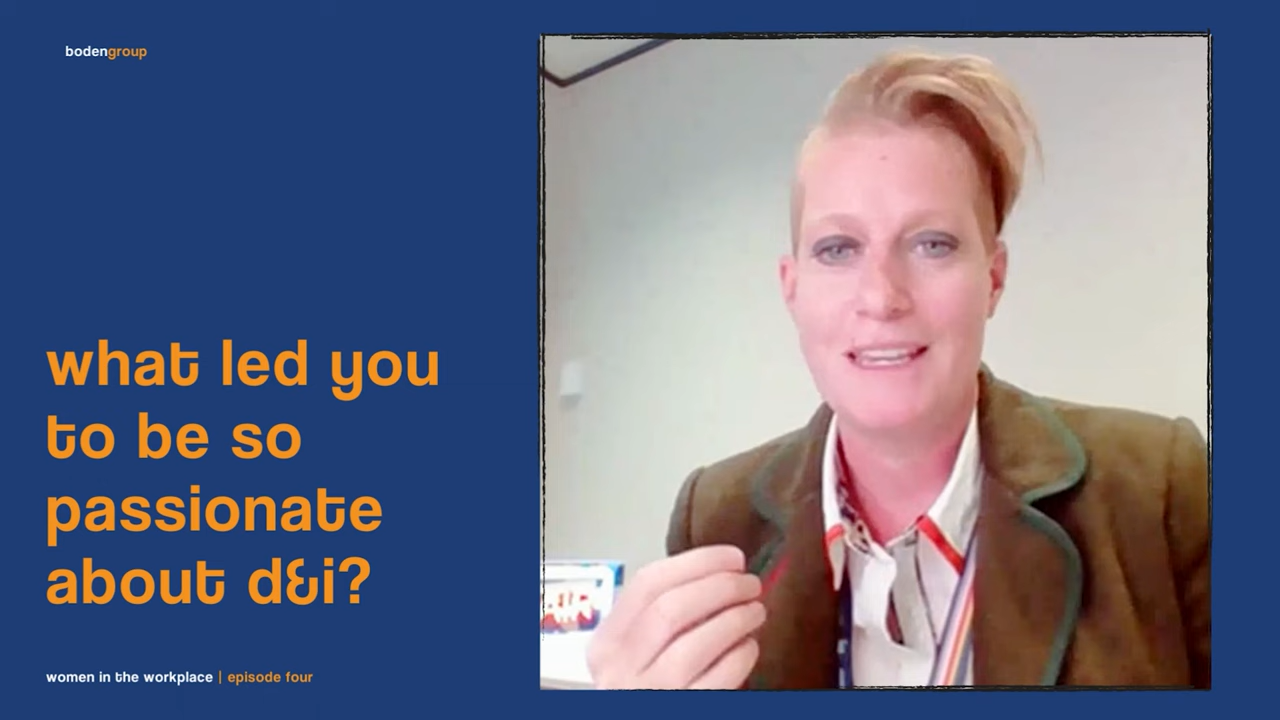 bodengroup
what led you
to be so
passionate
about d&i?
women in the workplace | episode four